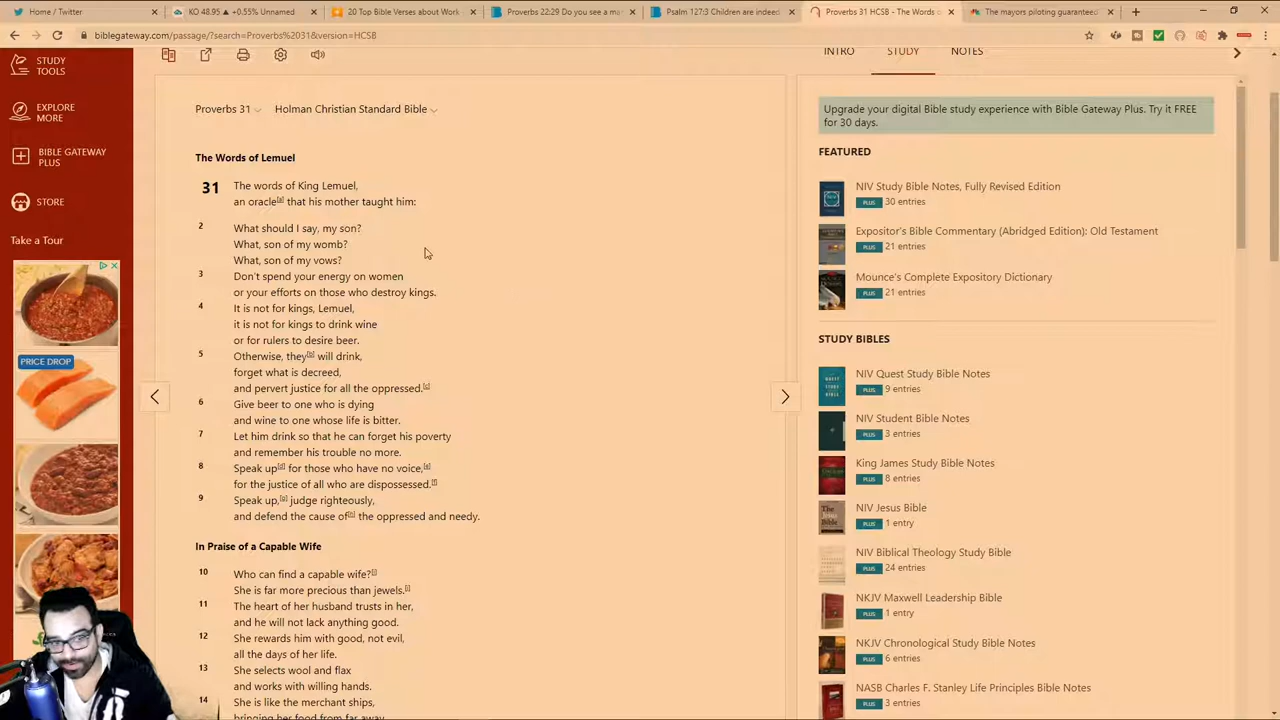 Home / Twitter
KO 48.95 ▲ +0.55% Unnamed
20 Top Bible Verses about Work
Proverbs 22:29 Do you see a ma
Psalm 127:3 Children are indeed
Proverbs 31 HCSB - The Words o
The mayors piloting guaranteed
biblegateway.com/passage/?search=Proverbs%2031&version=HCSB
STUDY
TOOLS
EXPLORE
MORE
BIBLE GATEWAY
PLUS
STORE
Take a Tour
PRICE DROP
INTRO
STUDY
NOTES
Proverbs 31
Holman Christian Standard Bible
The Words of Lemuel
31 The words of King Lemuel,
an oracle[a] that his mother taught him:
2 What should I say, my son?
What, son of my womb?
What, son of my vows?
3 Don't spend your energy on women
or your efforts on those who destroy kings.
4 It is not for kings, Lemuel,
it is not for kings to drink wine
or for rulers to desire beer.
5 Otherwise, they[b] will drink,
forget what is decreed,
and pervert justice for all the oppressed.[c]
6 Give beer to one who is dying
and wine to one whose life is bitter.
7 Let him drink so that he can forget his poverty
and remember his trouble no more.
8 Speak up[d] for those who have no voice,[e]
for the justice of all who are dispossessed.[f]
9 Speak up,[g] judge righteously,
and defend the cause of[h] the oppressed and needy.
In Praise of a Capable Wife
10 Who can find a capable wife?[i]
She is far more precious than jewels.[j]
11 The heart of her husband trusts in her,
and he will not lack anything good.
12 She rewards him with good, not evil,
all the days of her life.
13 She selects wool and flax
and works with willing hands.
14 She is like the merchant ships,
bringing her food from far away.
Upgrade your digital Bible study experience with Bible Gateway Plus. Try it FREE
for 30 days.
FEATURED
NIV Study Bible Notes, Fully Revised Edition
PLUS 30 entries
Expositor's Bible Commentary (Abridged Edition): Old Testament
PLUS 21 entries
Mounce's Complete Expository Dictionary
PLUS 21 entries
STUDY BIBLES
NIV Quest Study Bible Notes
PLUS 9 entries
NIV Student Bible Notes
PLUS 3 entries
King James Study Bible Notes
PLUS 8 entries
NIV Jesus Bible
PLUS 1 entry
NIV Biblical Theology Study Bible
PLUS 24 entries
NKJV Maxwell Leadership Bible
PLUS 1 entry
NKJV Chronological Study Bible Notes
PLUS 6 entries
NASB Charles F. Stanley Life Principles Bible Notes
PLUS 3 entries